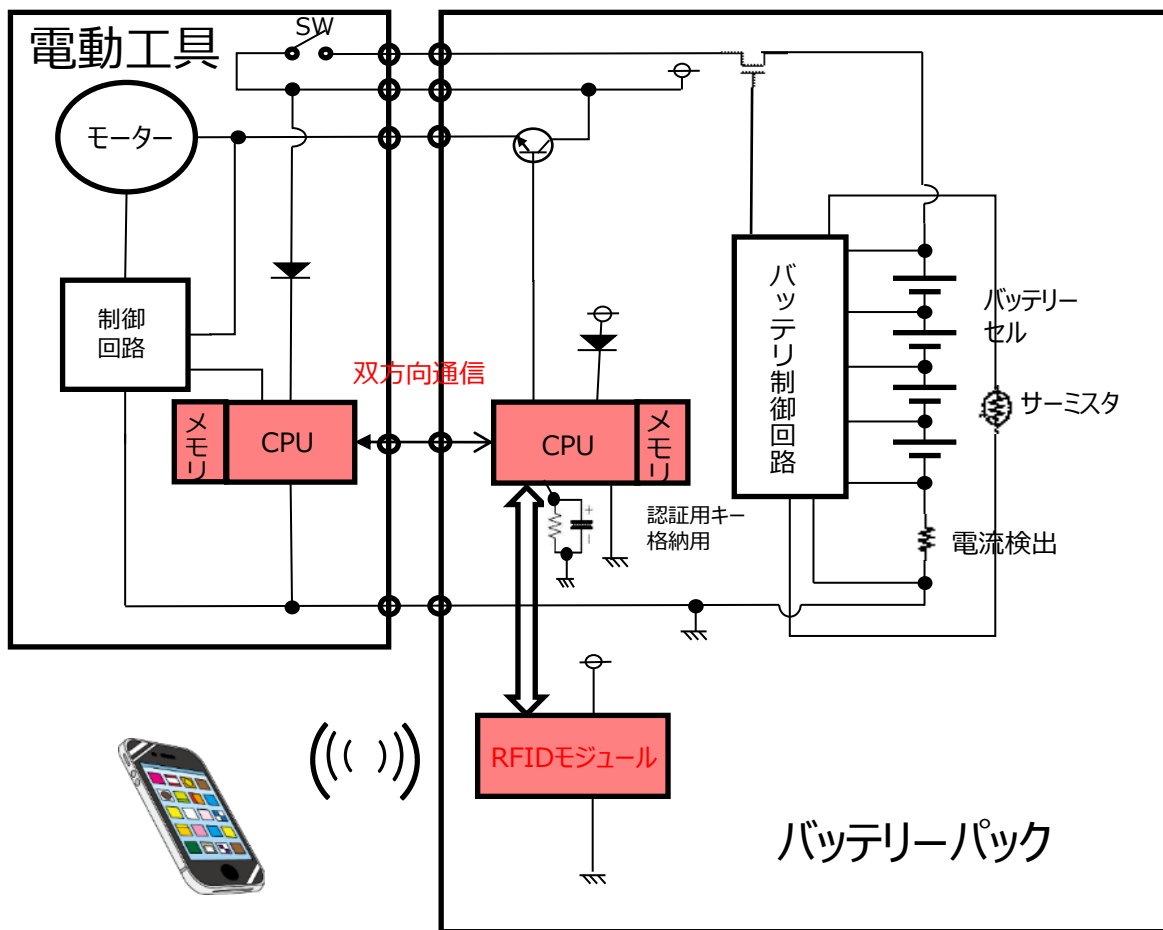 電動工具
SW
モーター
制御
回路
メモリ
CPU
双方向通信
CPU
メモリ
認証用キー
格納用
バッテリ制御回路
バッテリー
セル
サーミスタ
電流検出
+
-
RFIDモジュール
バッテリーパック